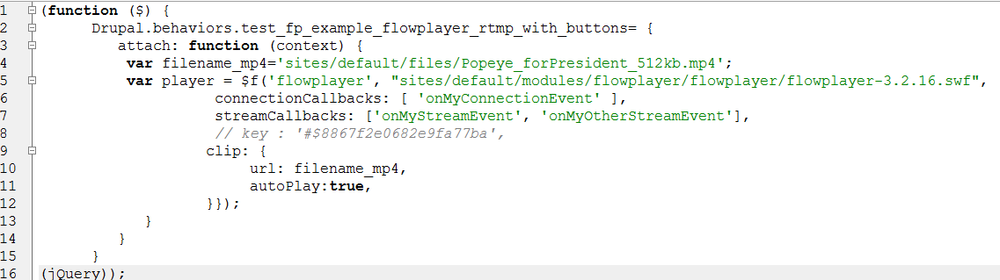 1 (function ($) {
2 Drupal.behaviors.test_fp_example_flowplayer_rtmp_with_buttons= {
3 attach: function (context) {
4 var filename_mp4='sites/default/files/Popeye_forPresident_512kb.mp4';
5 var player = $f('flowplayer', "sites/default/modules/flowplayer/flowplayer/flowplayer-3.2.16.swf",
6 connectionCallbacks: [ 'onMyConnectionEvent' ],
7 streamCallbacks: ['onMyStreamEvent', 'onMyOtherStreamEvent'],
8 // key : '#$8867f2e0682e9fa77ba',
9 clip: {
10 url: filename_mp4,
11 autoPlay:true,
12 }});
13 }
14 }
15 }
16 (jQuery));